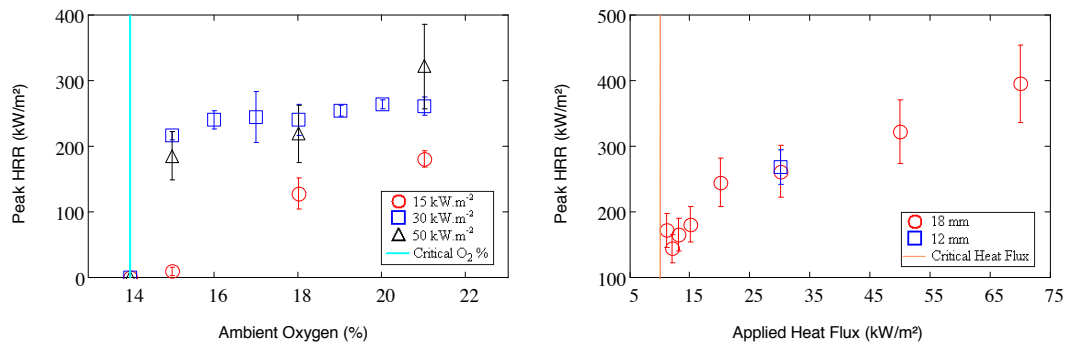 400
300
200
100
0
Peak HRR (kW/m²)
14
16
18
20
22
Ambient Oxygen (%)
15 kW.m⁻²
30 kW.m⁻²
50 kW.m⁻²
Critical O₂ %
500
400
300
200
100
Peak HRR (kW/m²)
5
15
25
35
45
55
65
75
Applied Heat Flux (kW/m²)
18 mm
12 mm
Critical Heat Flux